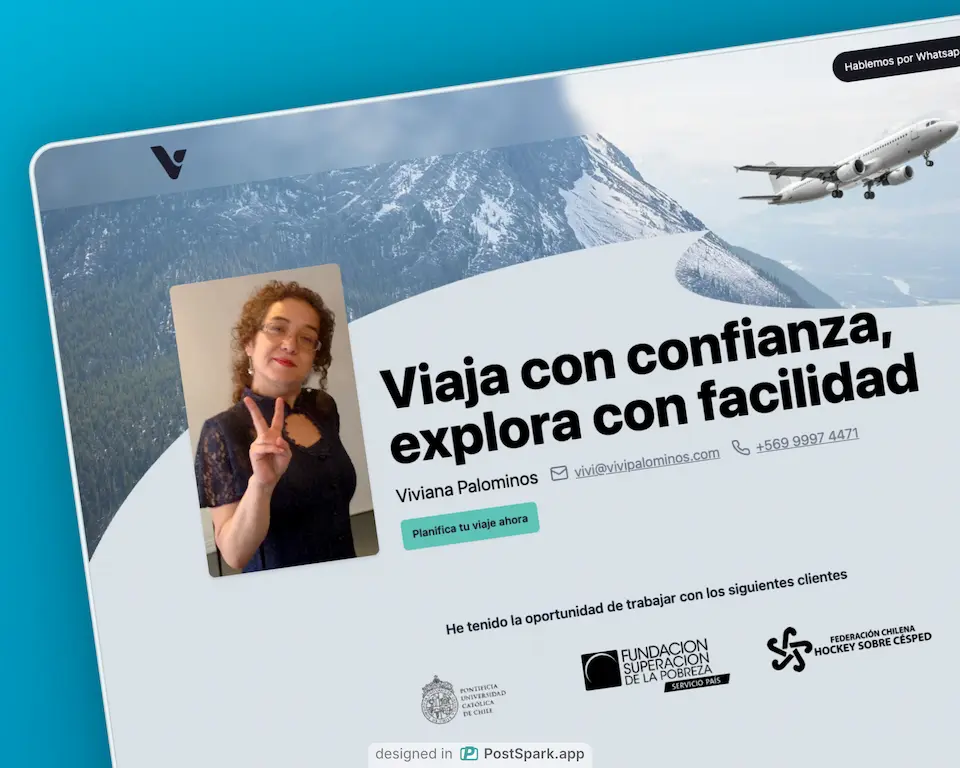 Hablemos por Whatsap
Viaja con confianza,
explora con facilidad
Viviana Palominos
vivi@vivipalominos.com
+569 9997 4471
Planifica tu viaje ahora
He tenido la oportunidad de trabajar con los siguientes clientes
PONTIFICIA
UNIVERSIDAD
CATÓLICA
DE CHILE
FUNDACION
SUPERACION
DE LA POBREZA
SERVICIO PAÍS
FEDERACIÓN CHILENA
HOCKEY SOBRE CÉSPED
designed in PostSpark.app